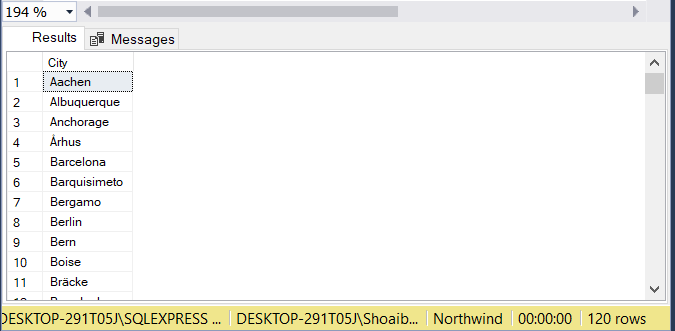 194 %
Results Messages
City
1 Aachen
2 Albuquerque
3 Anchorage
4 Århus
5 Barcelona
6 Barquisimeto
7 Bergamo
8 Berlin
9 Bern
10 Boise
11 Bräcke
DESKTOP-291T05J\SQLEXPRESS ... DESKTOP-291T05J\Shoaib... Northwind 00:00:00 120 rows